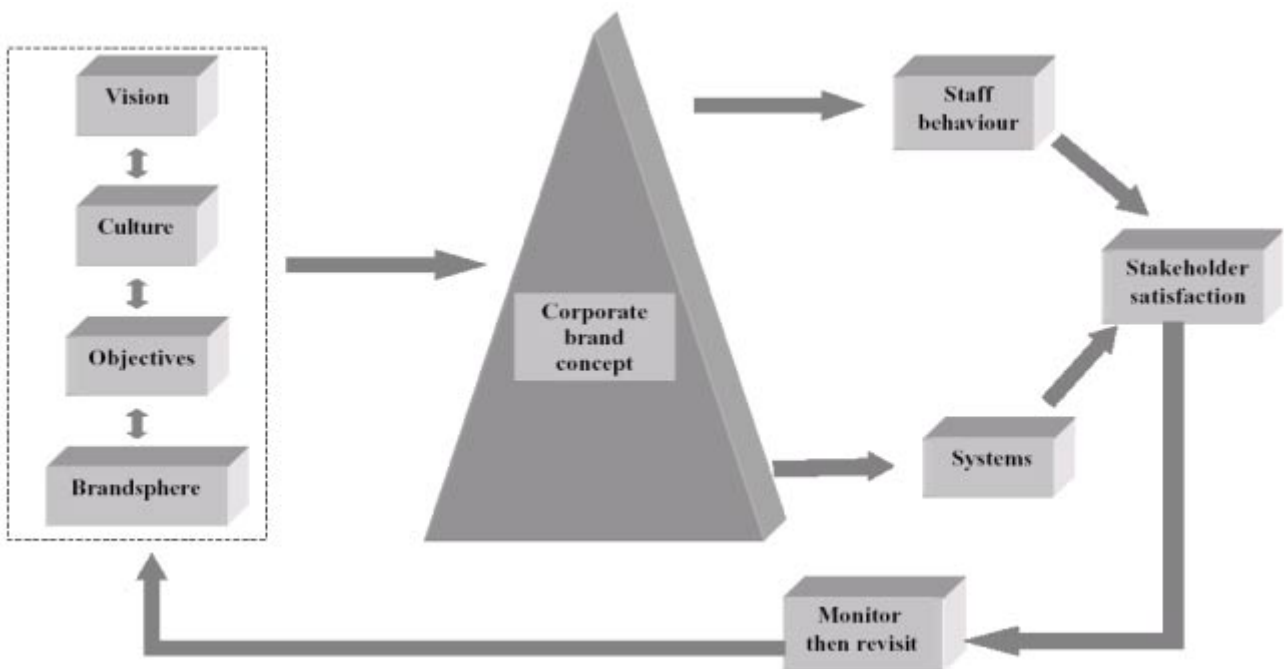 Vision
Culture
Objectives
Brandsphere
Corporate
brand
concept
Staff
behaviour
Stakeholder
satisfaction
Systems
Monitor
then revisit